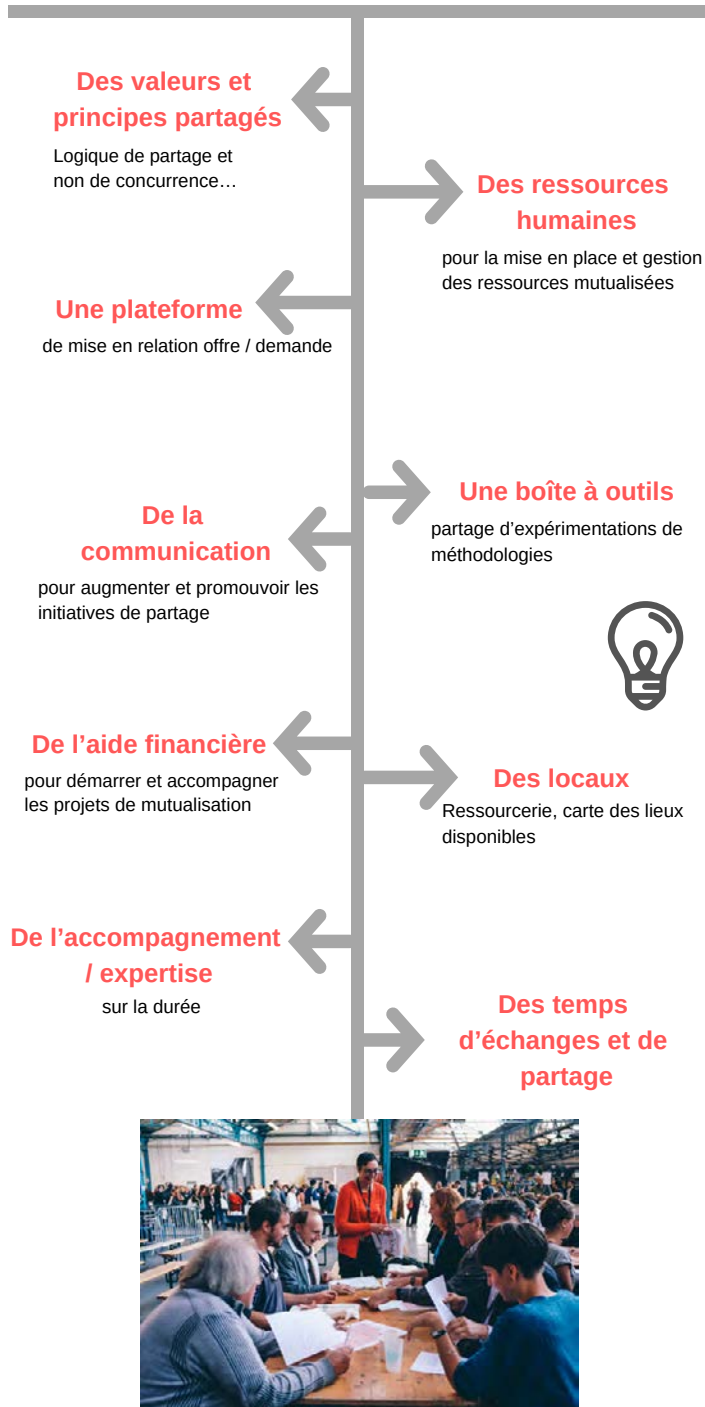 Des valeurs et
principes partagés
Logique de partage et
non de concurrence…
Des ressources
humaines
pour la mise en place et gestion
des ressources mutualisées
Une plateforme
de mise en relation offre / demande
Une boîte à outils
partage d'expérimentations de
méthodologies
De la
communication
pour augmenter et promouvoir les
initiatives de partage
De l'aide financière
pour démarrer et accompagner
les projets de mutualisation
Des locaux
Ressourcerie, carte des lieux
disponibles
De l'accompagnement
/ expertise
sur la durée
Des temps
d'échanges et de
partage